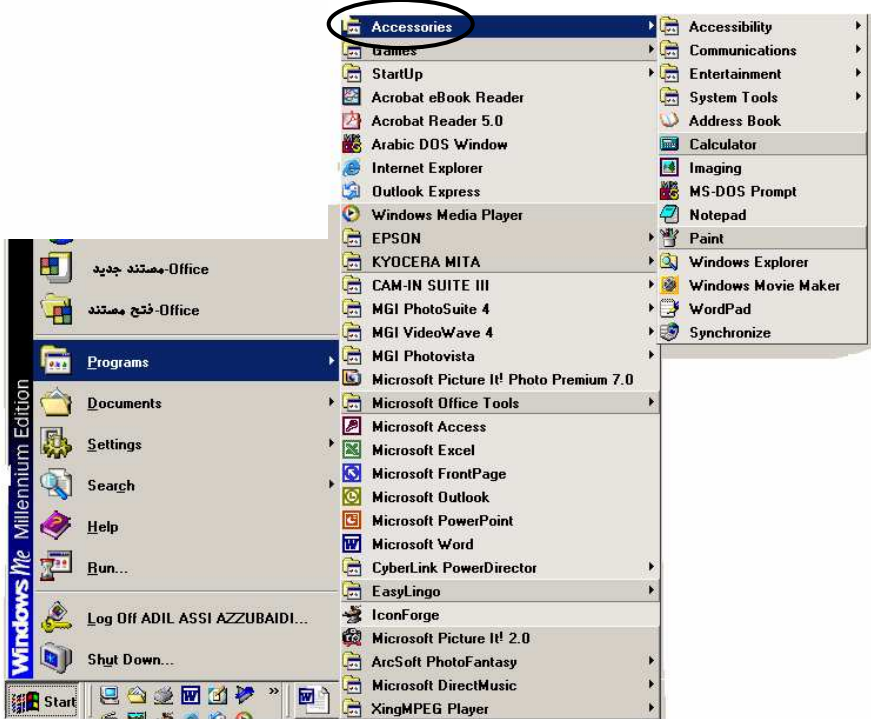 Accessories
Games
StartUp
Acrobat eBook Reader
Acrobat Reader 5.0
Arabic DOS Window
Internet Explorer
Outlook Express
Windows Media Player
EPSON
KYOCERA MITA
CAM-IN SUITE III
MGI PhotoSuite 4
MGI VideoWave 4
MGI Photovista
Microsoft Picture It! Photo Premium 7.0
Microsoft Office Tools
Microsoft Access
Microsoft Excel
Microsoft FrontPage
Microsoft Outlook
Microsoft PowerPoint
Microsoft Word
CyberLink PowerDirector
EasyLingo
IconForge
Microsoft Picture It! 2.0
ArcSoft PhotoFantasy
Microsoft DirectMusic
XingMPEG Player
Accessibility
Communications
Entertainment
System Tools
Address Book
Calculator
Imaging
MS-DOS Prompt
Notepad
Paint
Windows Explorer
Windows Movie Maker
WordPad
Synchronize
مستند جديد-Office
فتح مستند-Office
Programs
Documents
Settings
Search
Help
Run...
Log Off ADIL ASSI AZZUBAIDI...
Shut Down...
Windows Me Millennium Edition
Start
»